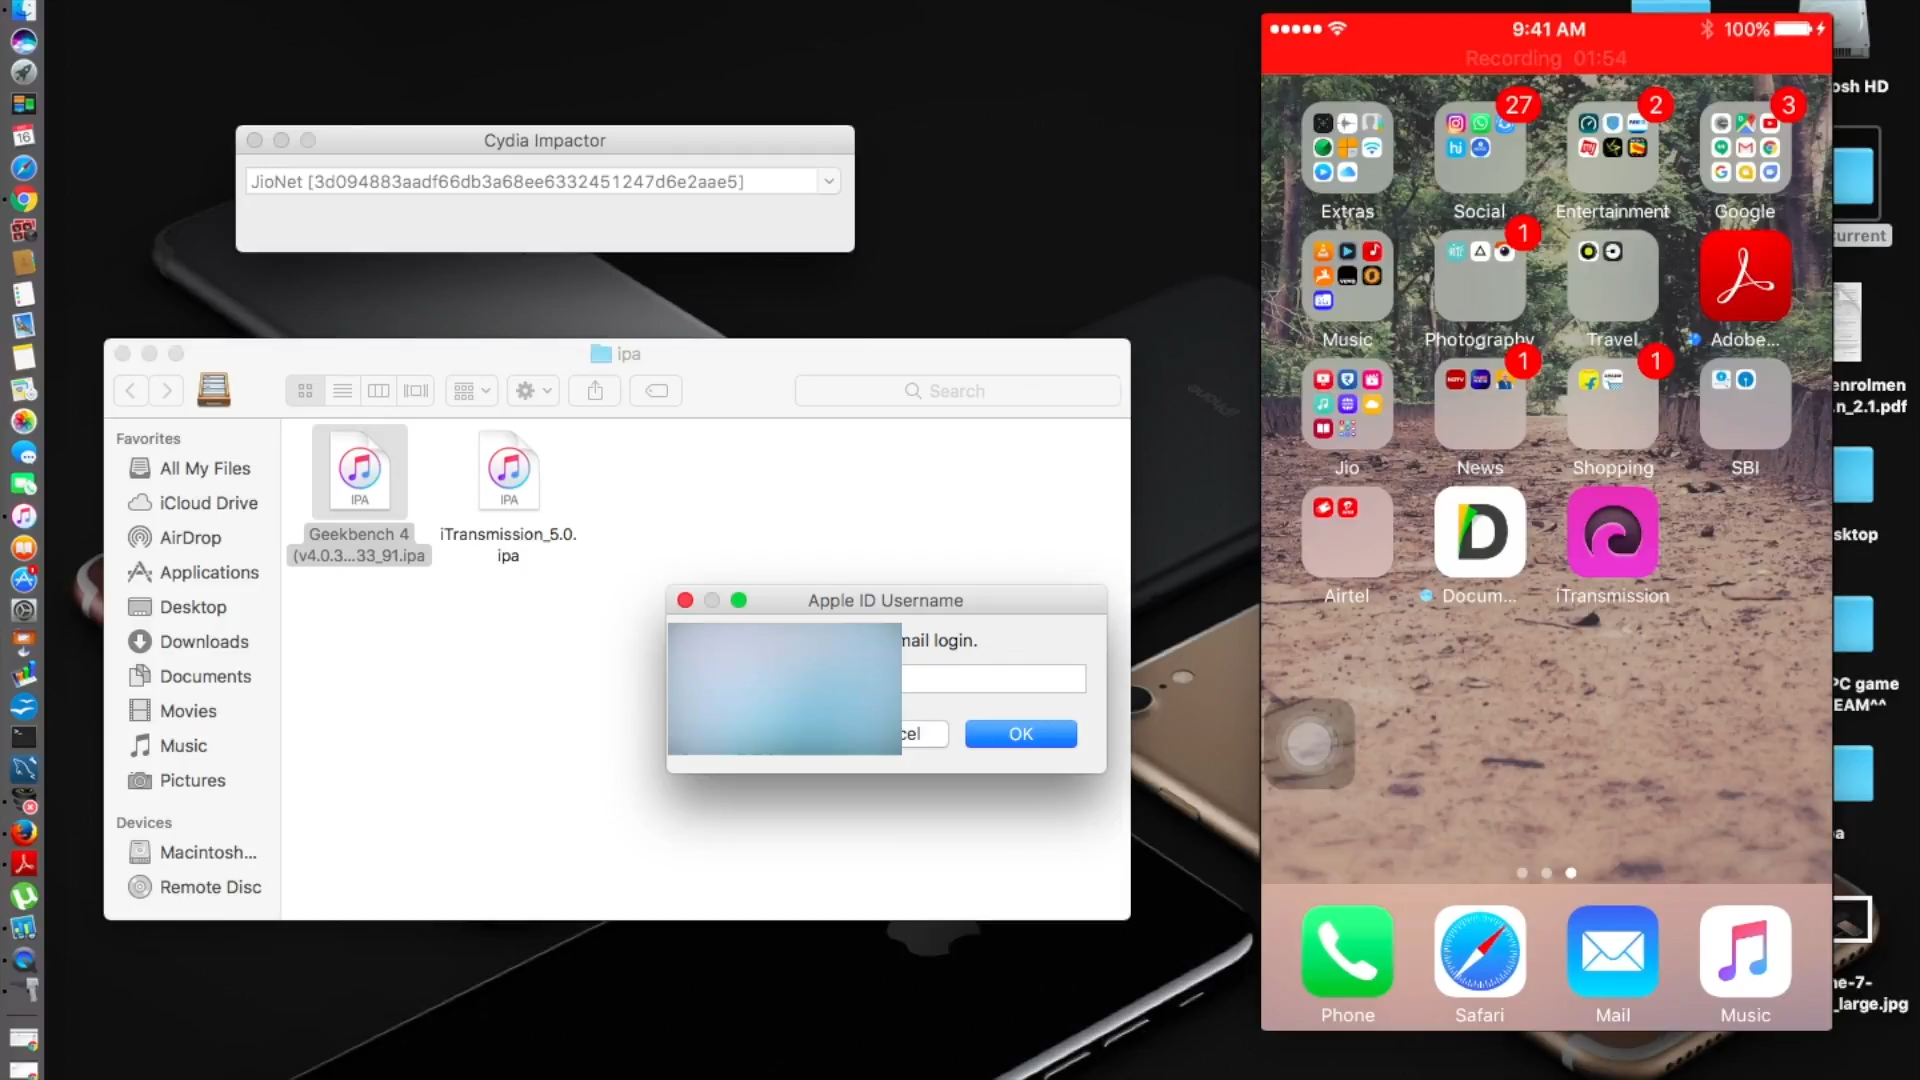 Cydia Impactor
JioNet [3d094883aadf66db3a68ee6332451247d6e2aae5]
ipa
Search
Favorites
All My Files
iCloud Drive
AirDrop
Applications
Desktop
Downloads
Documents
Movies
Music
Pictures
Devices
Macintosh...
Remote Disc
IPA
Geekbench 4
(v4.0.3...33_91.ipa
IPA
iTransmission_5.0.
ipa
Apple ID Username
mail login.
cel
OK
9:41 AM
100%
Recording 01:54
27
2
3
Extras
Social
Entertainment
Google
1
Music
Photography
Travel
Adobe...
1
1
Jio
News
Shopping
SBI
Airtel
Docum...
iTransmission
Phone
Safari
Mail
Music
osh HD
urrent
enrolmen
n_2.1.pdf
sktop
PC game
EAM^^
a
ne-7-
_large.jpg
16